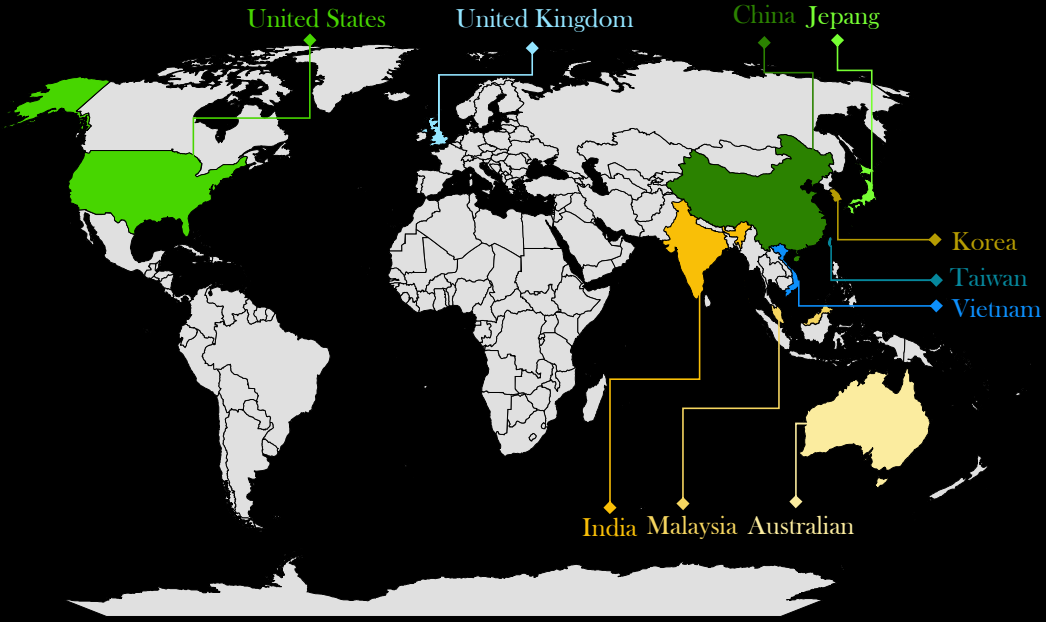 United States
United Kingdom
China
Jepang
Korea
Taiwan
Vietnam
India
Malaysia
Australian